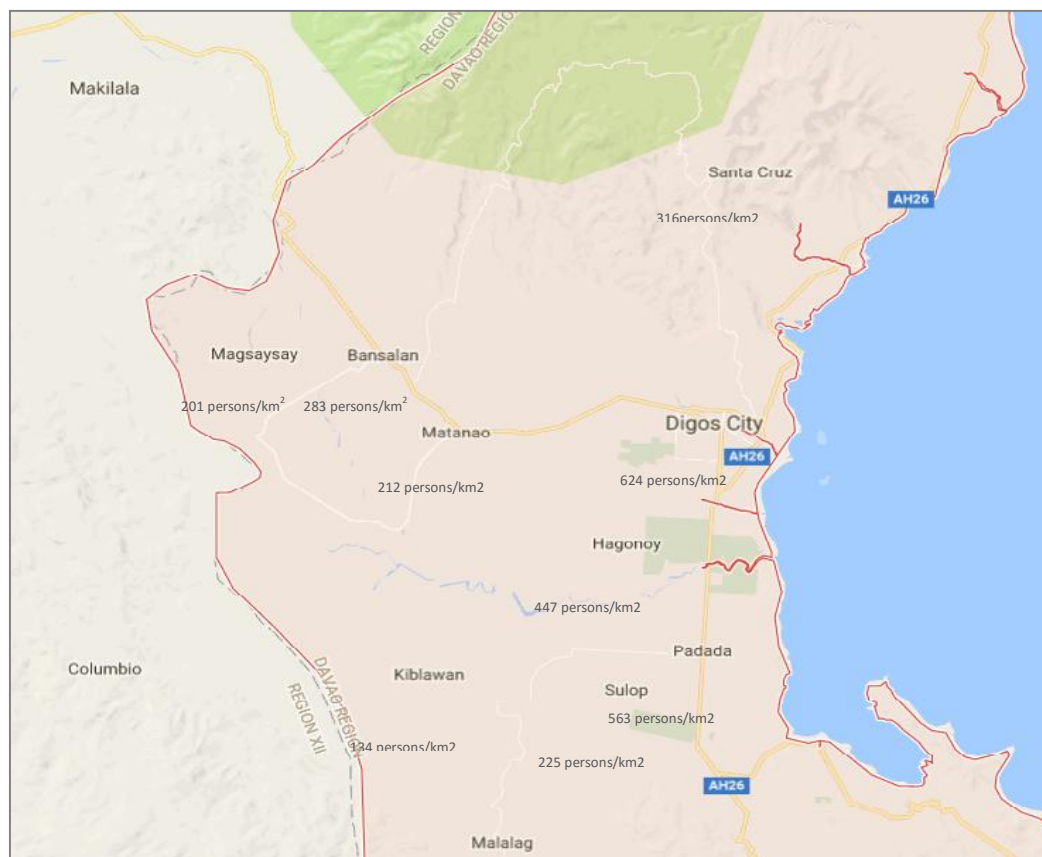 REGION
DAVAO REGION
Makilala
Santa Cruz
AH26
316persons/km2
Magsaysay
Bansalan
201 persons/km²
283 persons/km²
Matanao
Digos City
AH26
212 persons/km2
624 persons/km2
Hagonoy
447 persons/km2
Padada
Columbio
Kiblawan
Sulop
DAVAO REGION
REGION XII
563 persons/km2
134 persons/km2
225 persons/km2
AH26
Malalag